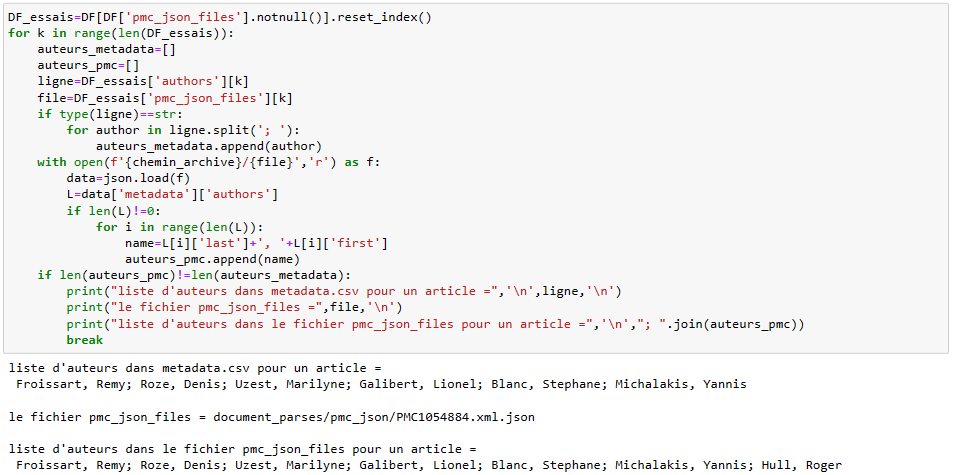 DF_essais=DF[DF['pmc_json_files'].notnull()].reset_index()
for k in range(len(DF_essais)):
    auteurs_metadata=[]
    auteurs_pmc=[]
    ligne=DF_essais['authors'][k]
    file=DF_essais['pmc_json_files'][k]
    if type(ligne)==str:
        for author in ligne.split('; '):
            auteurs_metadata.append(author)
    with open(f'{chemin_archive}/{file}','r') as f:
        data=json.load(f)
        L=data['metadata']['authors']
        if len(L)!=0:
            for i in range(len(L)):
                name=L[i]['last']+', '+L[i]['first']
                auteurs_pmc.append(name)
    if len(auteurs_pmc)!=len(auteurs_metadata):
        print("liste d'auteurs dans metadata.csv pour un article =",'\n',ligne,'\n')
        print("le fichier pmc_json_files =",file,'\n')
        print("liste d'auteurs dans le fichier pmc_json_files pour un article =",'\n',"; ".join(auteurs_pmc))
        break
liste d'auteurs dans metadata.csv pour un article =
 Froissart, Remy; Roze, Denis; Uzest, Marilyne; Galibert, Lionel; Blanc, Stephane; Michalakis, Yannis
le fichier pmc_json_files = document_parses/pmc_json/PMC1054884.xml.json
liste d'auteurs dans le fichier pmc_json_files pour un article =
 Froissart, Remy; Roze, Denis; Uzest, Marilyne; Galibert, Lionel; Blanc, Stephane; Michalakis, Yannis; Hull, Roger